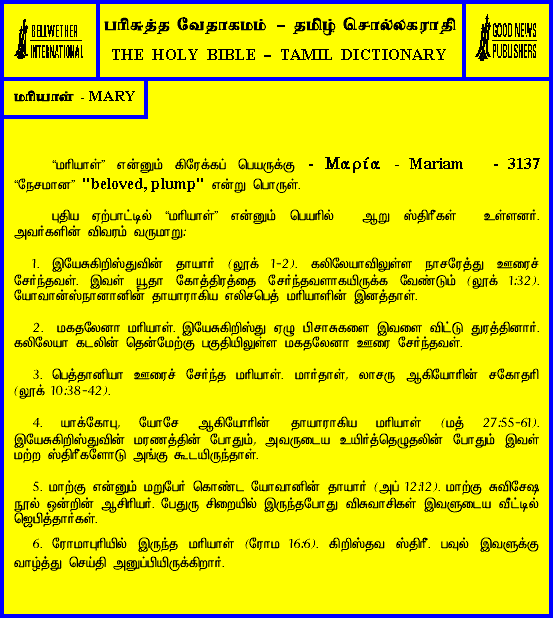 BELLWETHER
INTERNATIONAL
பரிசுத்த வேதாகமம் – தமிழ் சொல்லகராதி
THE HOLY BIBLE – TAMIL DICTIONARY
GOOD NEWS
PUBLISHERS
மரியாள் - MARY
“மரியாள்” என்னும் கிரேக்கப் பெயருக்கு - Μαρία - Mariam - 3137
“நேசமான” "beloved, plump" என்று பொருள்.
புதிய ஏற்பாட்டில் “மரியாள்” என்னும் பெயரில் ஆறு ஸ்திரீகள் உள்ளனர்.
அவர்களின் விவரம் வருமாறு:
1. இயேசுகிறிஸ்துவின் தாயார் (லூக் 1-2). கலிலேயாவிலுள்ள நாசரேத்து ஊரைச்
சேர்ந்தவள். இவள் யூதா கோத்திரத்தை சேர்ந்தவளாகயிருக்க வேண்டும் (லூக் 1:32).
யோவான்ஸ்நானானின் தாயாராகிய எலிசபெத் மரியாளின் இனத்தாள்.
2. மகதலேனா மரியாள். இயேசுகிறிஸ்து ஏழு பிசாசுகளை இவளை விட்டு துரத்தினார்.
கலிலேயா கடலின் தென்மேற்கு பகுதியிலுள்ள மகதலேனா ஊரை சேர்ந்தவள்.
3. பெத்தானியா ஊரைச் சேர்ந்த மரியாள். மார்தாள், லாசரு ஆகியோரின் சகோதரி
(லூக் 10:38-42).
4. யாக்கோபு, யோசே ஆகியோரின் தாயாராகிய மரியாள் (மத் 27:55-61).
இயேசுகிறிஸ்துவின் மரணத்தின் போதும், அவருடைய உயிர்த்தெழுதலின் போதும் இவள்
மற்ற ஸ்திரீகளோடு அங்கு கூடயிருந்தாள்.
5. மாற்கு என்னும் மறுபேர் கொண்ட யோவானின் தாயார் (அப் 12:12). மாற்கு சுவிசேஷ
நூல் ஒன்றின் ஆசிரியர். பேதுரு சிறையில் இருந்தபோது விசுவாசிகள் இவளுடைய வீட்டில்
ஜெபித்தார்கள்.
6. ரோமாபுரியில் இருந்த மரியாள் (ரோம 16:6). கிறிஸ்தவ ஸ்திரீ. பவுல் இவளுக்கு
வாழ்த்து செய்தி அனுப்பியிருக்கிறார்.